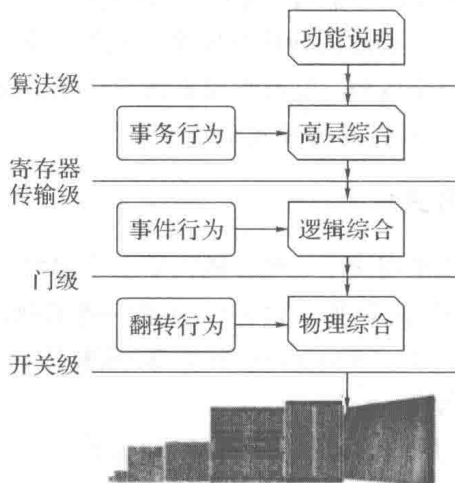 功能说明
算法级
事务行为
高层综合
寄存器
传输级
事件行为
逻辑综合
门级
翻转行为
物理综合
开关级